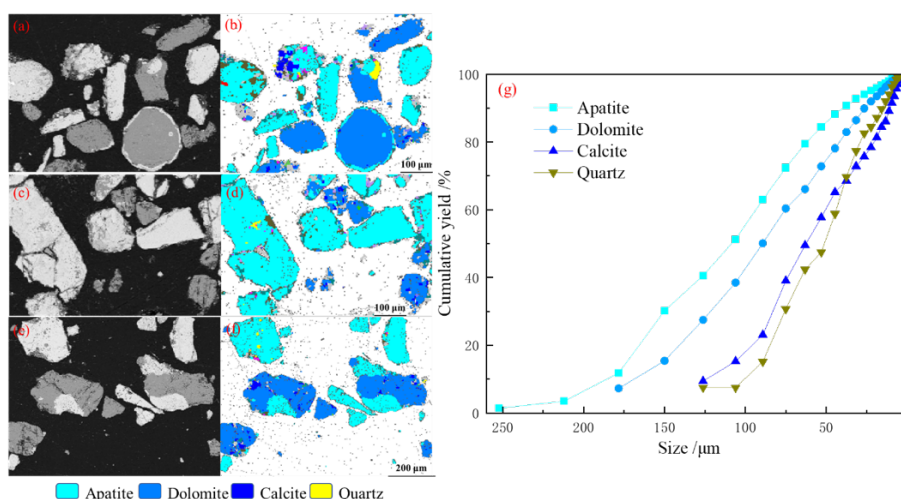 (a)
(b)
100 μm
(c)
(d)
100 μm
(e)
200 μm
Apatite Dolomite Calcite Quartz
(g)
Apatite
Dolomite
Calcite
Quartz
Cumulative yield /%
100
80
60
40
20
0
250 200 150 100 50
Size /μm